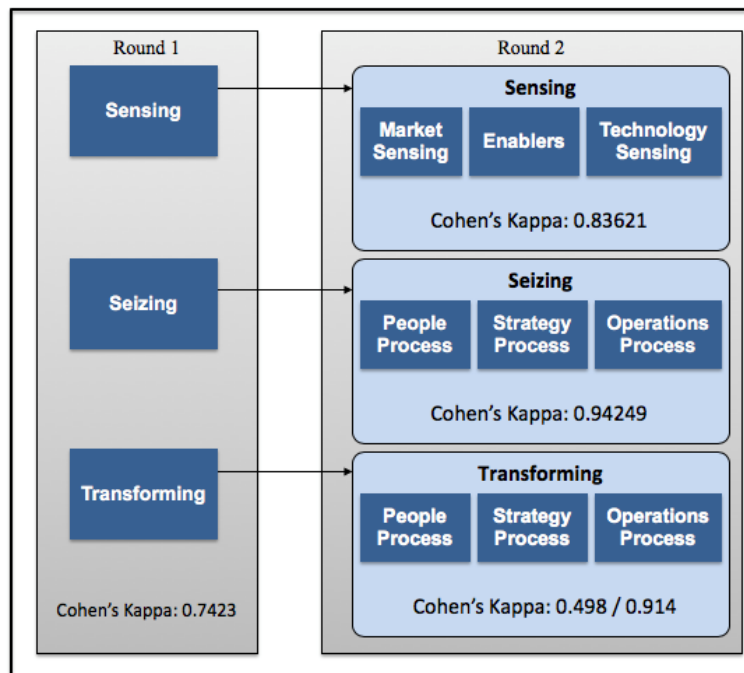 Round 1
Sensing
Seizing
Transforming
Cohen's Kappa: 0.7423
Round 2
Sensing
Market
Sensing
Enablers
Technology
Sensing
Cohen's Kappa: 0.83621
Seizing
People
Process
Strategy
Process
Operations
Process
Cohen's Kappa: 0.94249
Transforming
People
Process
Strategy
Process
Operations
Process
Cohen's Kappa: 0.498 / 0.914